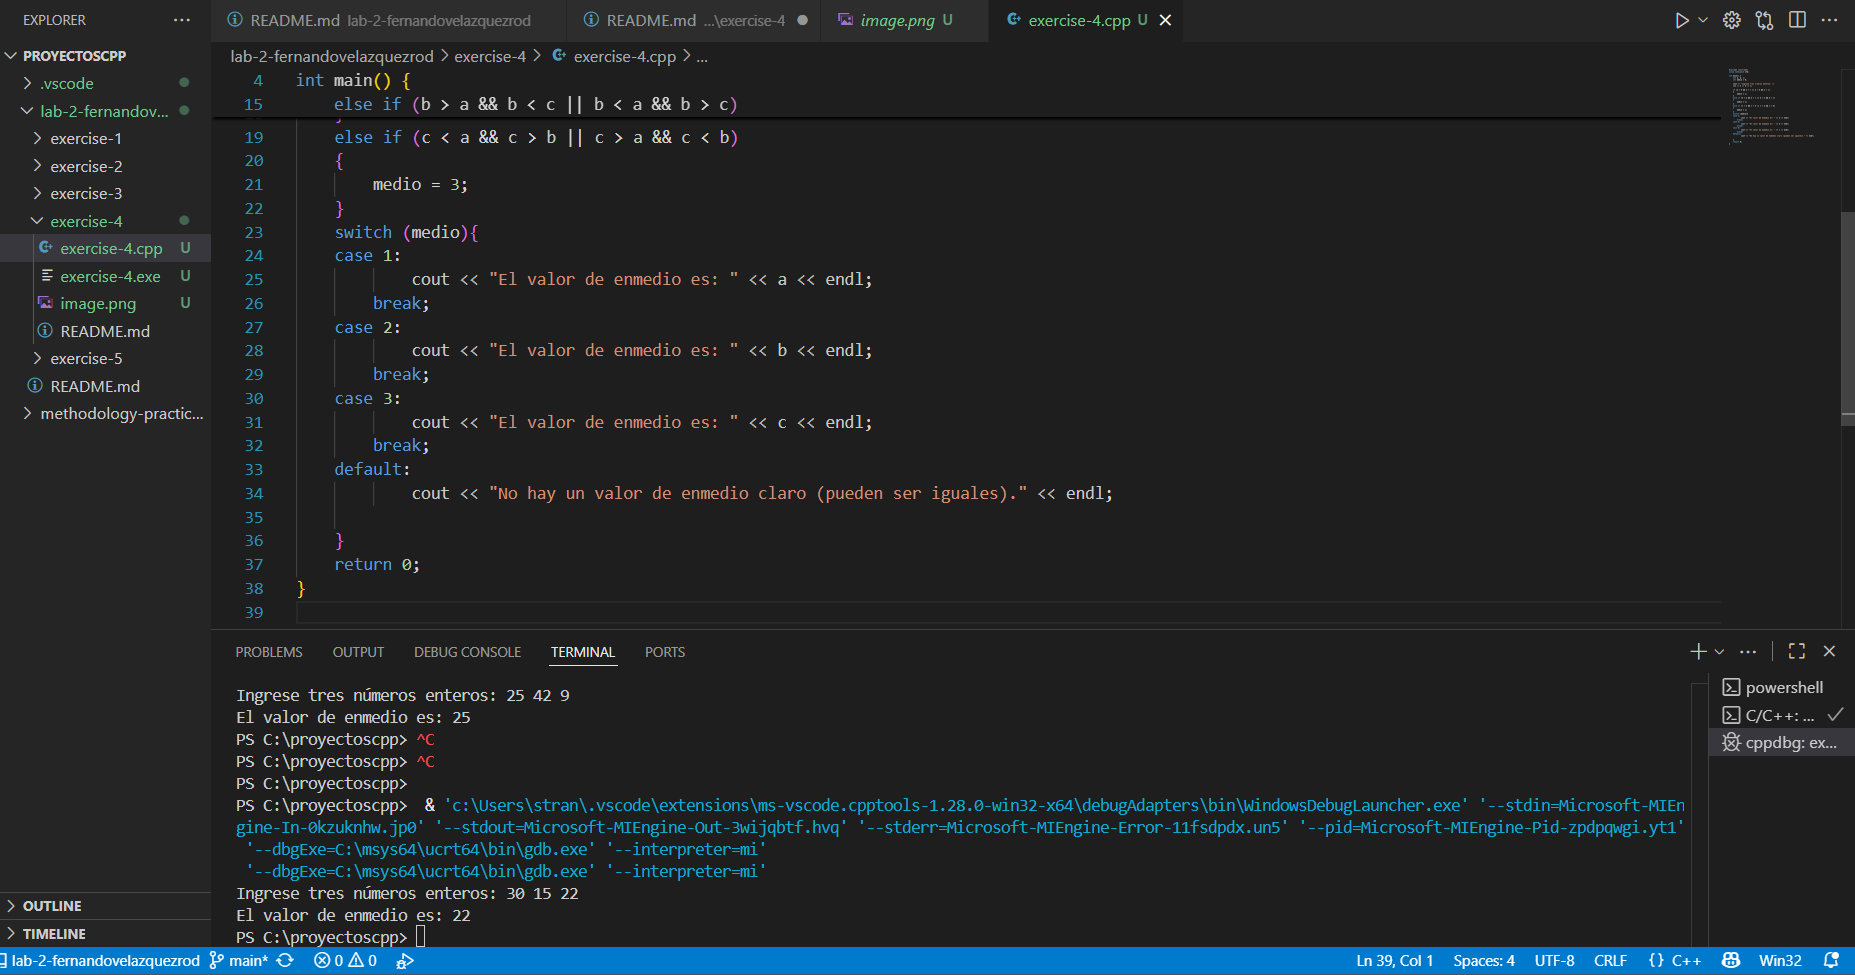 EXPLORER
PROYECTOSCPP
.vscode
lab-2-fernandov...
exercise-1
exercise-2
exercise-3
exercise-4
exercise-4.cpp U
exercise-4.exe U
image.png U
README.md
exercise-5
README.md
methodology-practic...
OUTLINE
TIMELINE
README.md lab-2-fernandovelazquezrod
README.md ...\exercise-4
image.png U
exercise-4.cpp U
lab-2-fernandovelazquezrod > exercise-4 > exercise-4.cpp > ...
4 int main() {
15 else if (b > a && b < c || b < a && b > c)
19 else if (c < a && c > b || c > a && c < b)
20 {
21 medio = 3;
22 }
23 switch (medio){
24 case 1:
25 cout << "El valor de enmedio es: " << a << endl;
26 break;
27 case 2:
28 cout << "El valor de enmedio es: " << b << endl;
29 break;
30 case 3:
31 cout << "El valor de enmedio es: " << c << endl;
32 break;
33 default:
34 cout << "No hay un valor de enmedio claro (pueden ser iguales)." << endl;
35
36 }
37 return 0;
38 }
39
PROBLEMS OUTPUT DEBUG CONSOLE TERMINAL PORTS
Ingrese tres números enteros: 25 42 9
El valor de enmedio es: 25
PS C:\proyectoscpp> ^C
PS C:\proyectoscpp> ^C
PS C:\proyectoscpp>
PS C:\proyectoscpp>  & 'c:\Users\stran\.vscode\extensions\ms-vscode.cpptools-1.28.0-win32-x64\debugAdapters\bin\WindowsDebugLauncher.exe' '--stdin=Microsoft-MIEn
gine-In-0kzuknhw.jp0' '--stdout=Microsoft-MIEngine-Out-3wijqbtf.hvq' '--stderr=Microsoft-MIEngine-Error-11fsdpdx.un5' '--pid=Microsoft-MIEngine-Pid-zpdpqwgi.yt1'
'--dbgExe=C:\msys64\ucrt64\bin\gdb.exe' '--interpreter=mi'
'--dbgExe=C:\msys64\ucrt64\bin\gdb.exe' '--interpreter=mi'
Ingrese tres números enteros: 30 15 22
El valor de enmedio es: 22
PS C:\proyectoscpp>
powershell
C/C++: ...
cppdbg: ex...
lab-2-fernandovelazquezrod main* 0 0 Ln 39, Col 1 Spaces: 4 UTF-8 CRLF {} C++ Win32